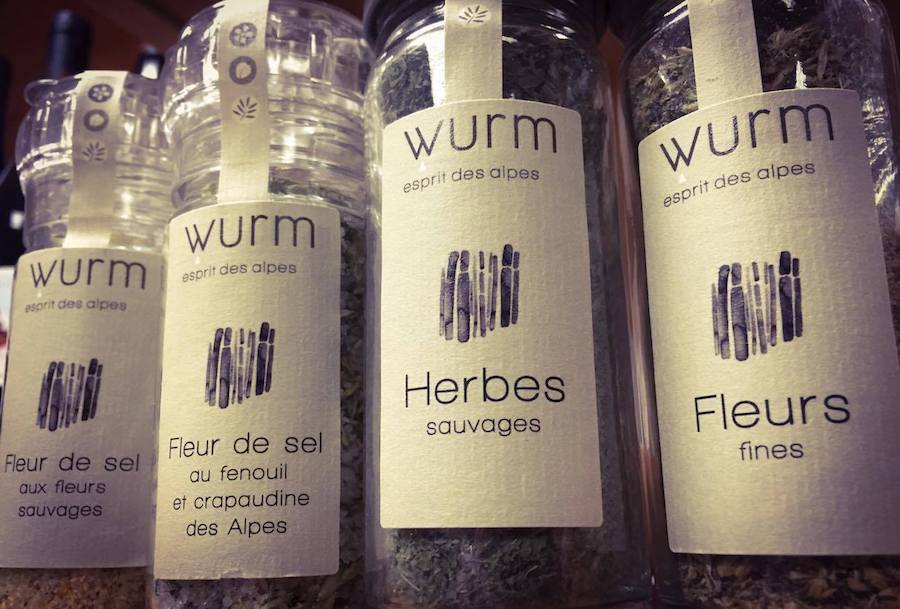 wurm
esprit des alpes
Fleur de sel
aux fleurs
sauvages
wurm
esprit des alpes
Fleur de sel
au fenouil
et crapaudine
des Alpes
wurm
esprit des alpes
Herbes
sauvages
wurm
esprit des alpes
Fleurs
fines